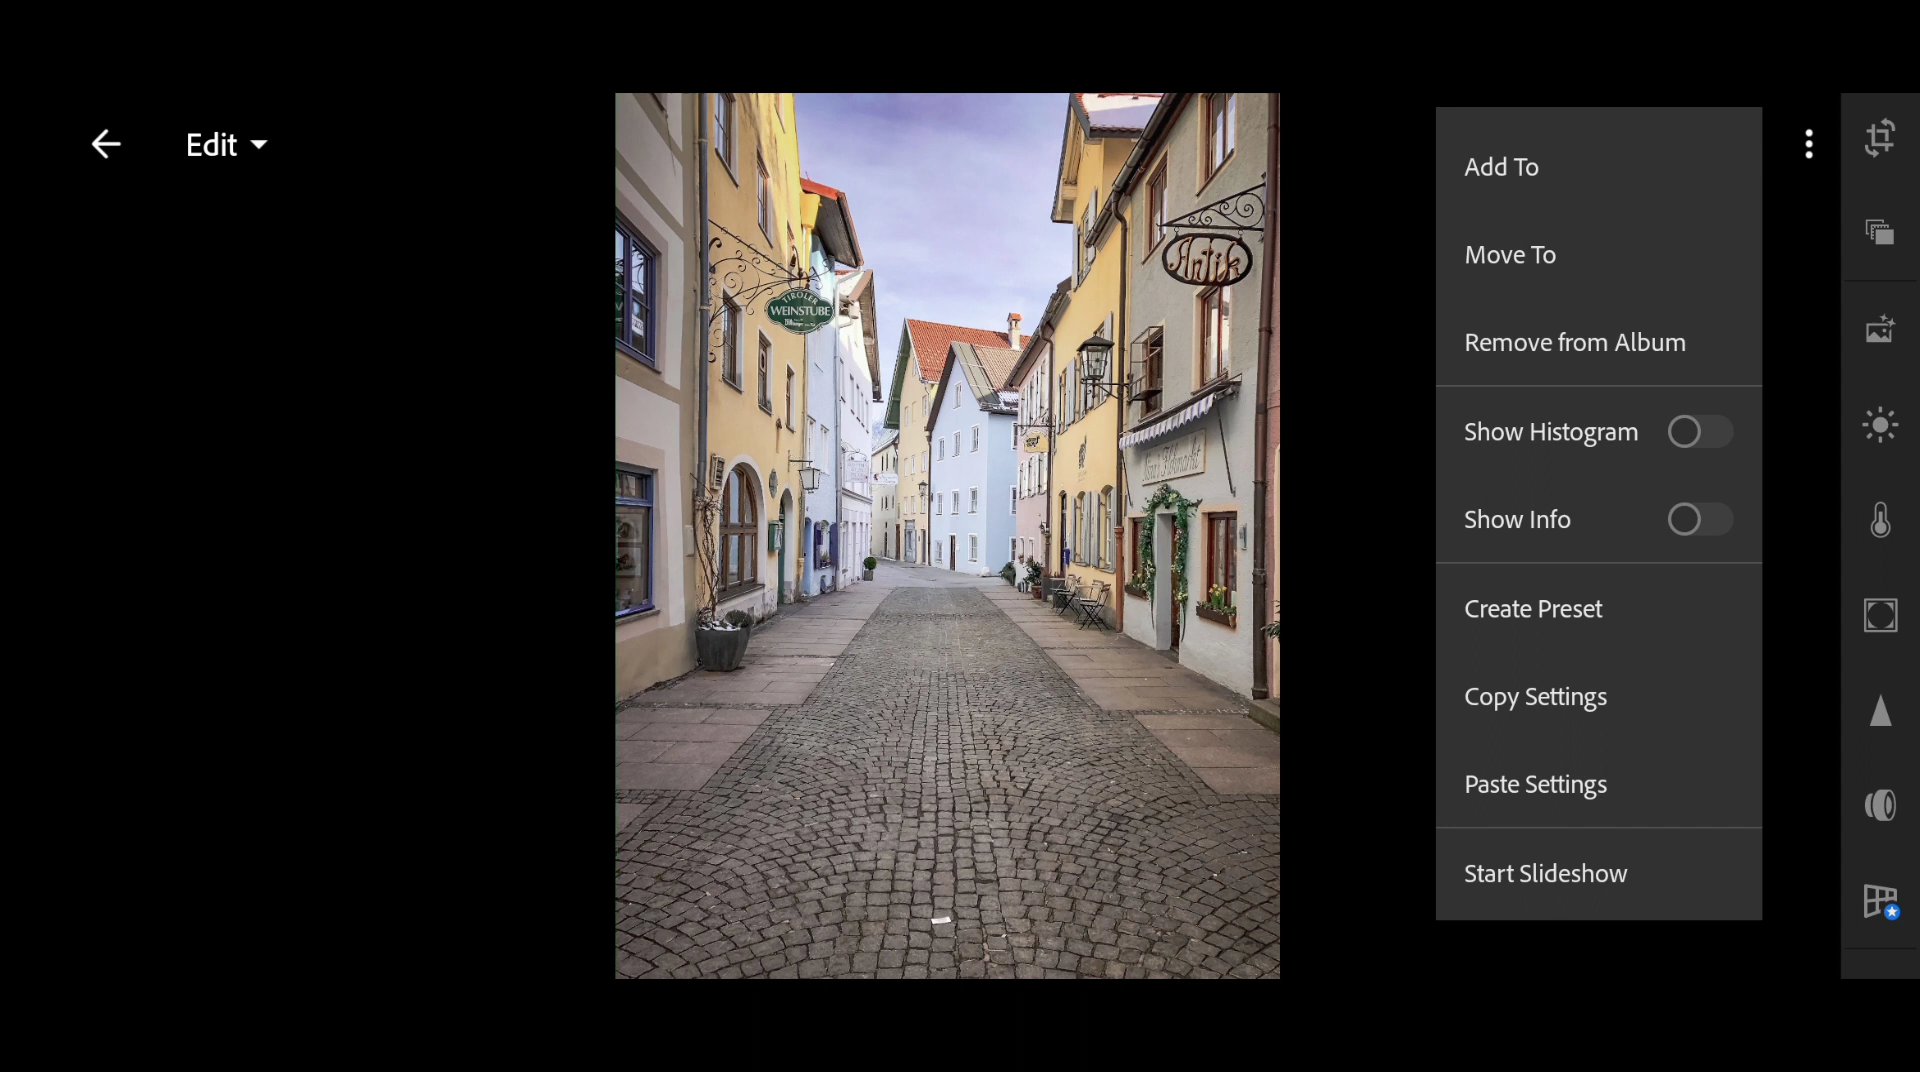 Edit
Add To
Move To
Remove from Album
Show Histogram
Show Info
Create Preset
Copy Settings
Paste Settings
Start Slideshow
Antik
TIROLER
WEINSTUBE